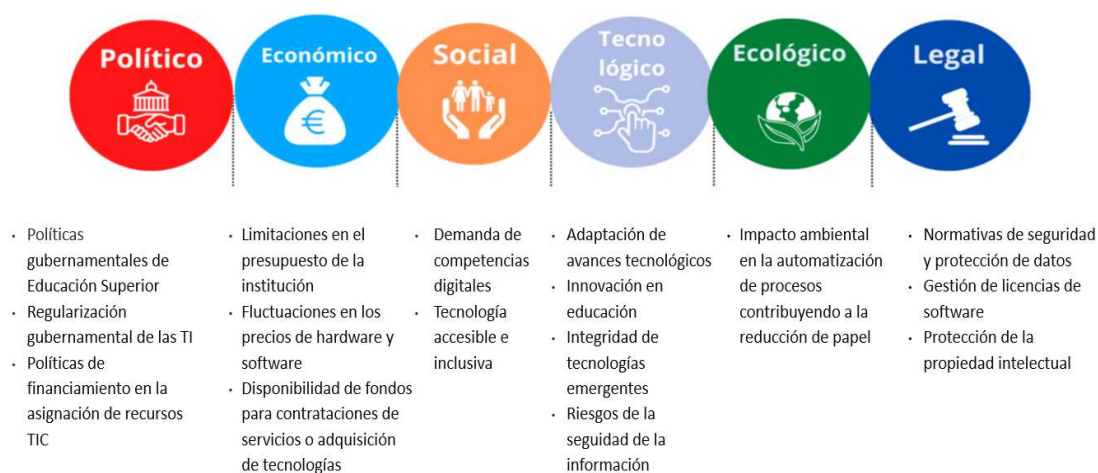 Político
Económico
Social
Tecno
lógico
Ecológico
Legal
€
• Políticas
gubernamentales de
Educación Superior
• Regularización
gubernamental de las TI
• Políticas de
financiamiento en la
asignación de recursos
TIC
• Limitaciones en el
presupuesto de la
institución
• Fluctuaciones en los
precios de hardware y
software
• Disponibilidad de fondos
para contrataciones de
servicios o adquisición
de tecnologías
• Demanda de
competencias
digitales
• Tecnología
accesible e
inclusiva
• Adaptación de
avances tecnológicos
• Innovación en
educación
• Integridad de
tecnologías
emergentes
• Riesgos de la
seguidad de la
información
• Impacto ambiental
en la automatización
de procesos
contribuyendo a la
reducción de papel
• Normativas de seguridad
y protección de datos
• Gestión de licencias de
software
• Protección de la
propiedad intelectual